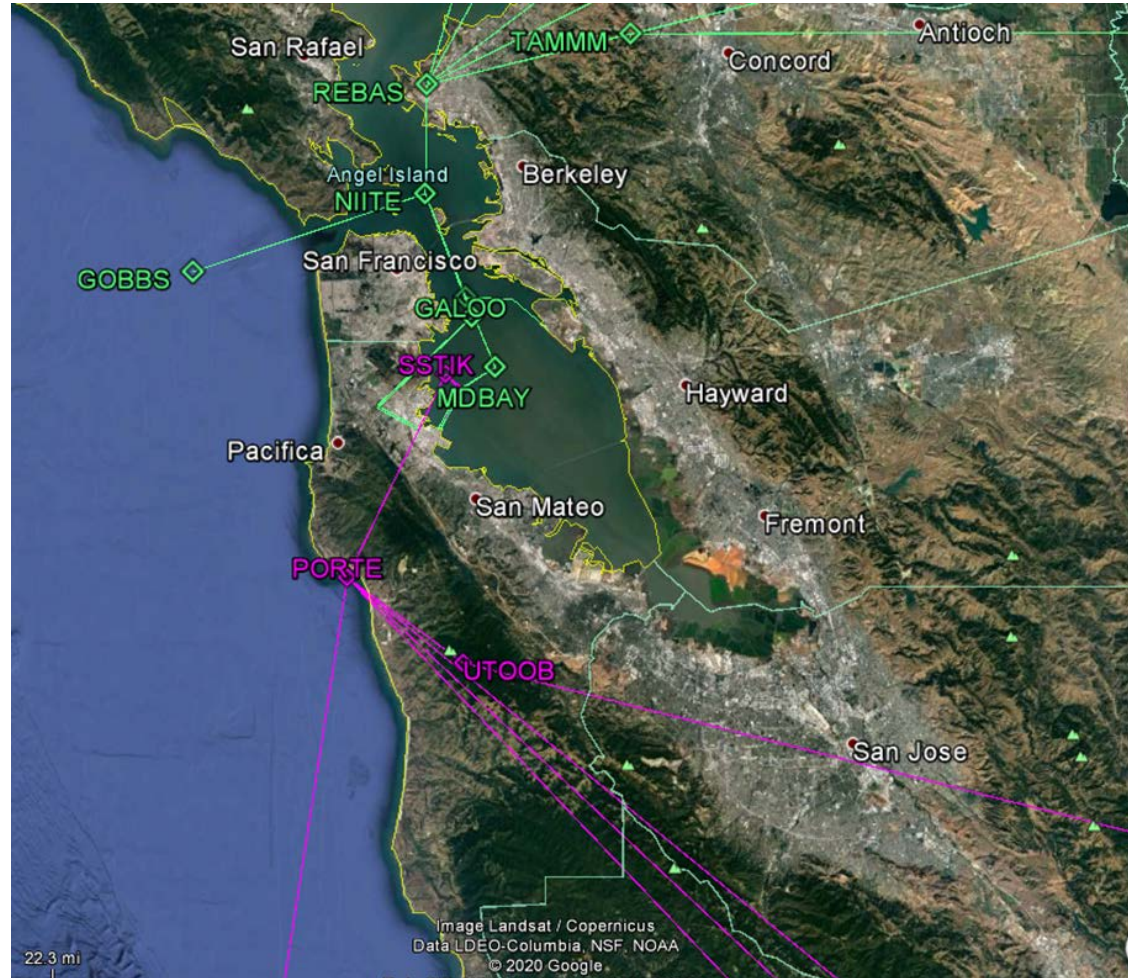 San Rafael
TAMMM
Antioch
Concord
REBAS
Angel Island
NIITE
Berkeley
San Francisco
GOBBS
GALOO
SSTIK
MDBAY
Hayward
Pacifica
San Mateo
Fremont
PORTE
UTOOB
San Jose
Image Landsat / Copernicus
Data LDEO-Columbia, NSF, NOAA
© 2020 Google
22.3 mi